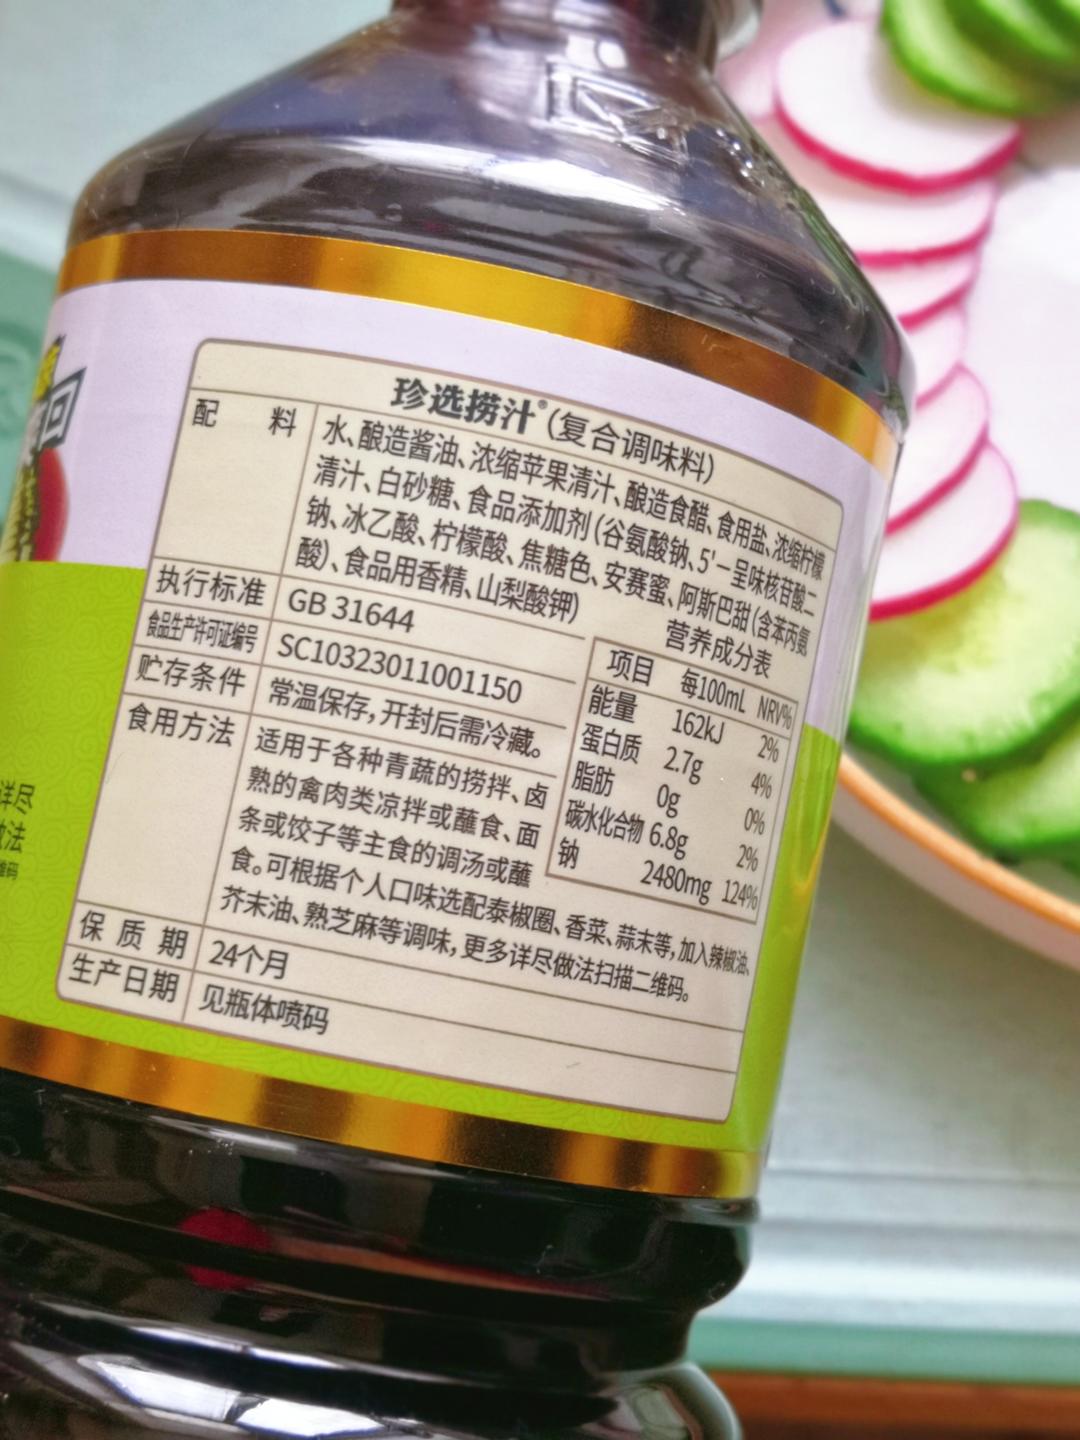 珍选捞汁®(复合调味料)
配料
水、酿造酱油、浓缩苹果清汁、酿造食醋、食用盐、浓缩柠檬
清汁、白砂糖、食品添加剂(谷氨酸钠、5'-呈味核苷酸二
钠、冰乙酸、柠檬酸、焦糖色、安赛蜜、阿斯巴甜(含苯丙氨
酸)、食品用香精、山梨酸钾)
执行标准 GB 31644
食品生产许可证编号 SC10323011001150
贮存条件 常温保存,开封后需冷藏。
营养成分表
项目 每100mL NRV%
能量 162kJ 2%
蛋白质 2.7g 4%
脂肪 0g 0%
碳水化合物 6.8g 2%
钠 2480mg 124%
食用方法
适用于各种青蔬的捞拌、卤
熟的禽肉类凉拌或蘸食、面
条或饺子等主食的调汤或蘸
食。可根据个人口味选配泰椒圈、香菜、蒜末等,加入辣椒油、
芥末油、熟芝麻等调味,更多详尽做法扫描二维码。
保质期 24个月
生产日期 见瓶体喷码
详尽
做法
维码